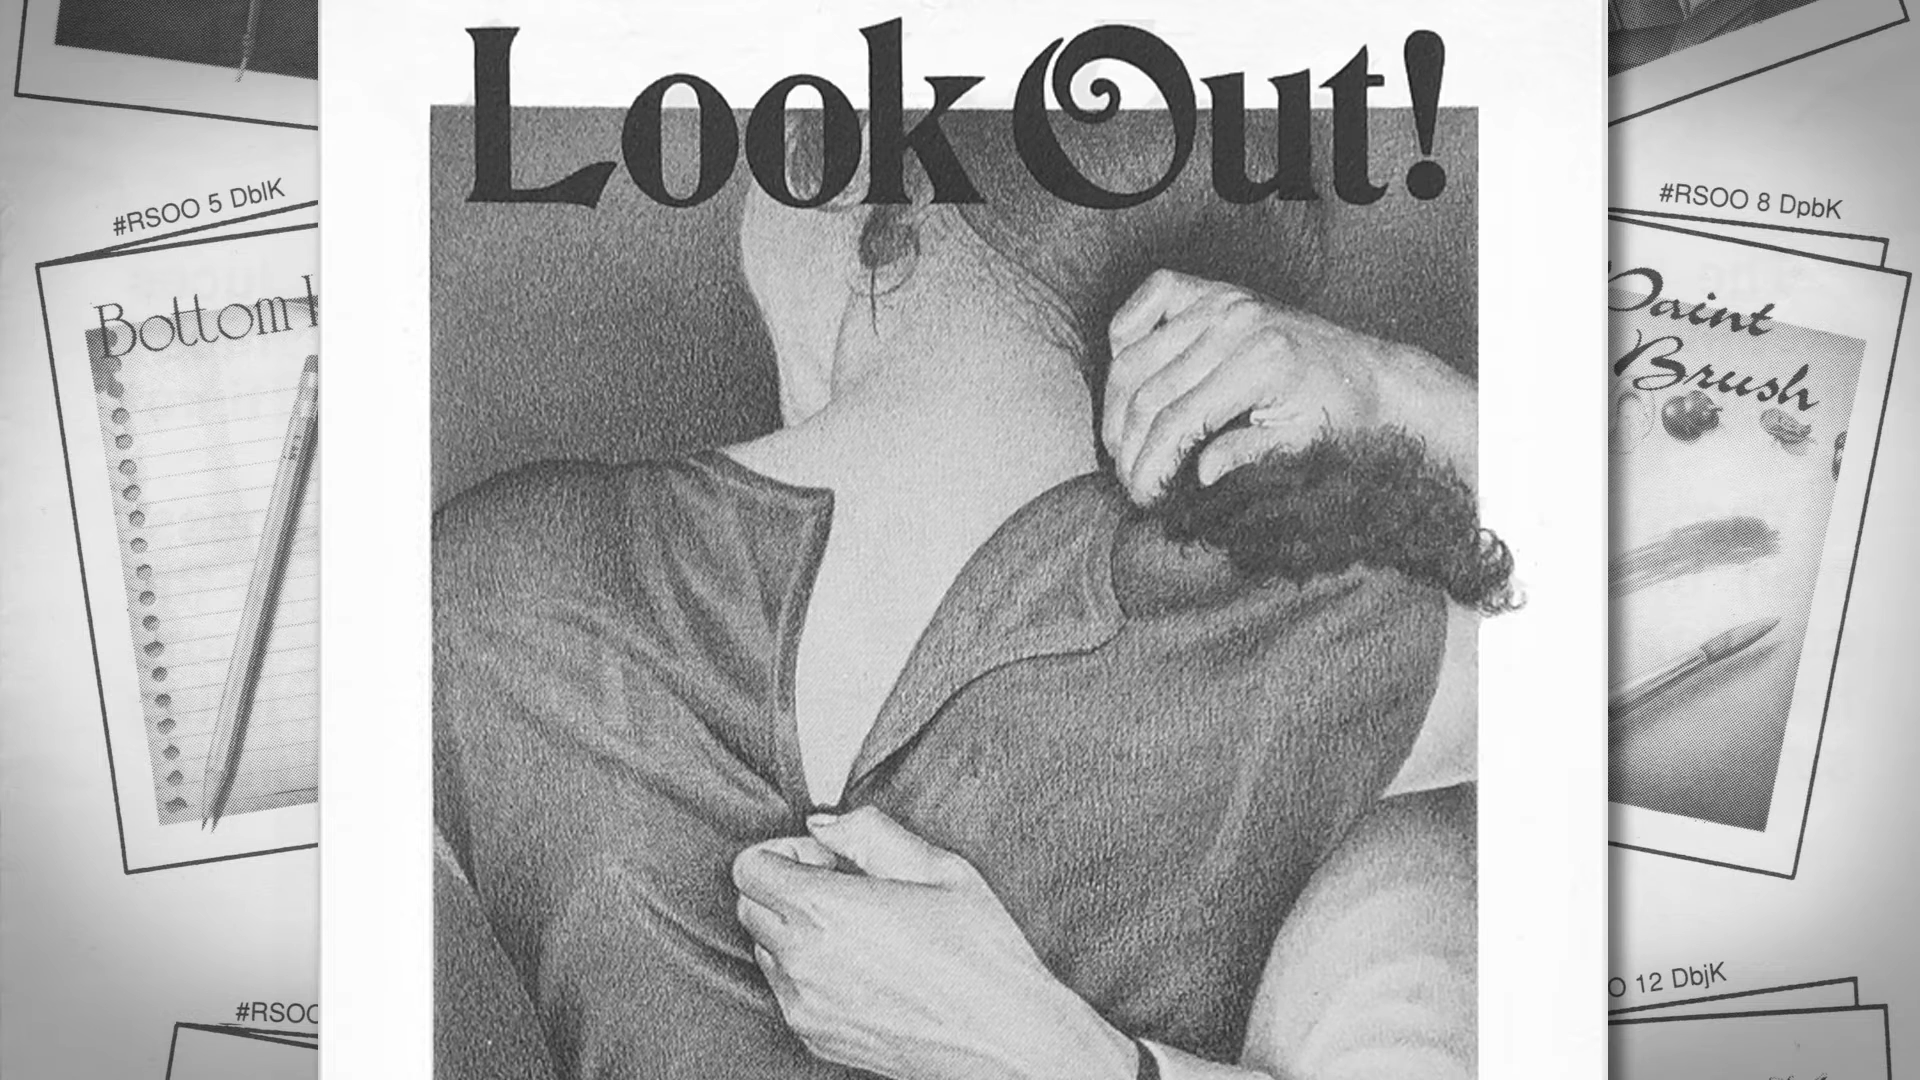 Look Out!
#RSOO 5 DblK
Bottom
#RSOO 8 DpbK
Paint
Brush
#RSOO
O 12 DbjK